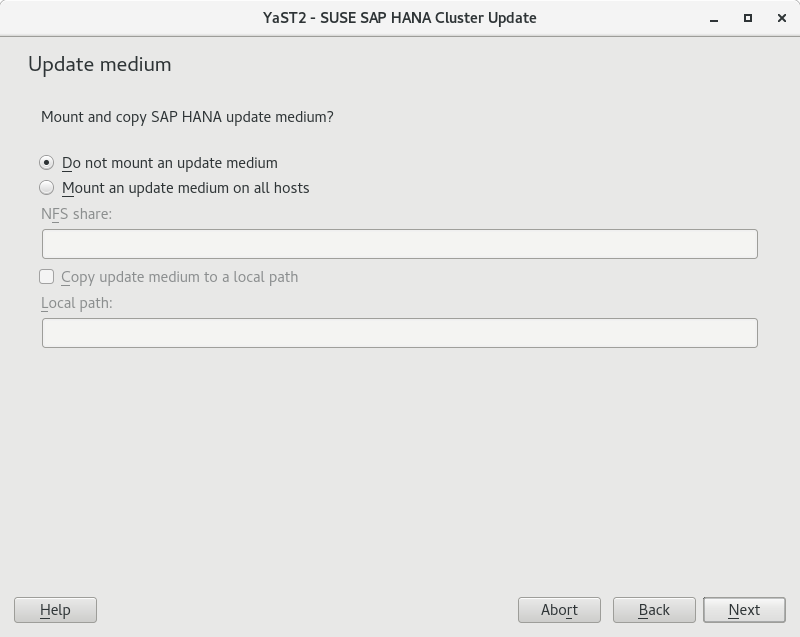 YaST2 - SUSE SAP HANA Cluster Update
Update medium
Mount and copy SAP HANA update medium?
Do not mount an update medium
Mount an update medium on all hosts
NFS share:
Copy update medium to a local path
Local path:
Help Abort Back Next